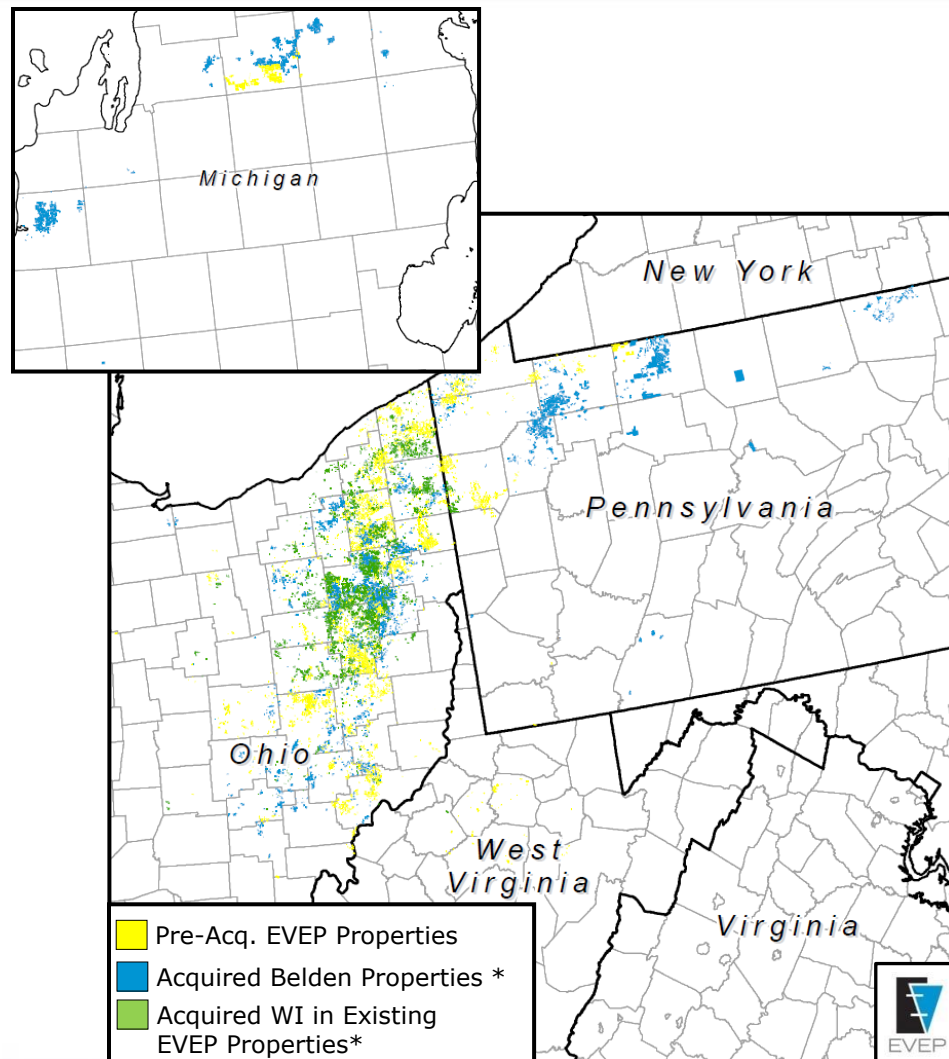 Michigan
New York
Pennsylvania
Ohio
West
Virginia
Virginia
Pre-Acq. EVEP Properties
Acquired Belden Properties *
Acquired WI in Existing
EVEP Properties*
EVEP